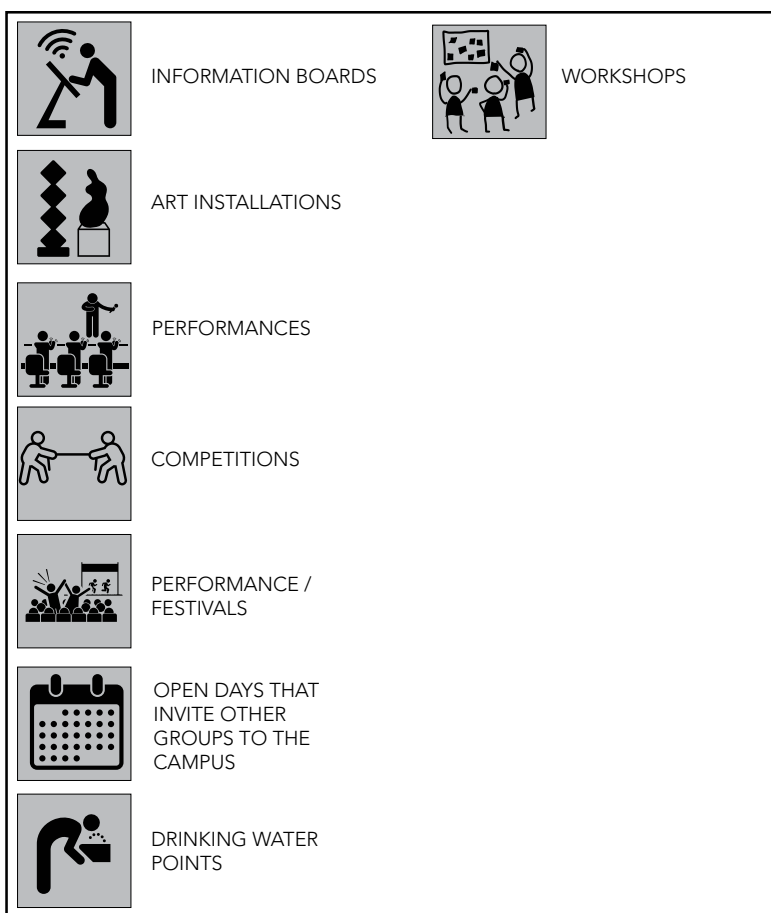 INFORMATION BOARDS
WORKSHOPS
ART INSTALLATIONS
PERFORMANCES
COMPETITIONS
PERFORMANCE /
FESTIVALS
OPEN DAYS THAT
INVITE OTHER
GROUPS TO THE
CAMPUS
DRINKING WATER
POINTS